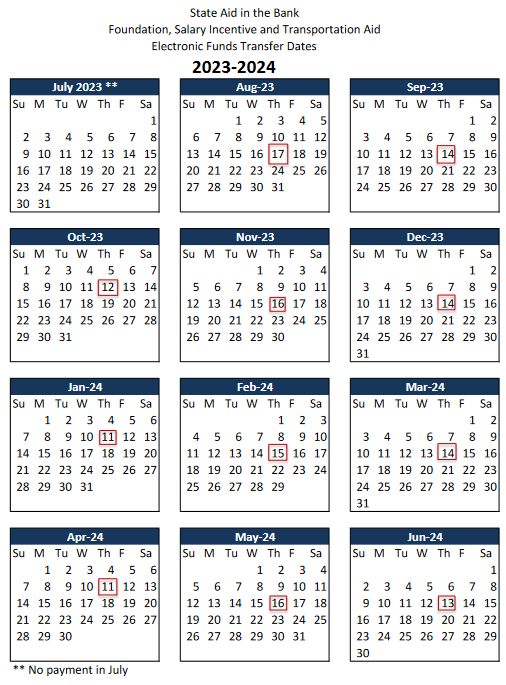 State Aid in the Bank
Foundation, Salary Incentive and Transportation Aid
Electronic Funds Transfer Dates
2023-2024
July 2023 **
Su M Tu W Th F Sa
1
2 3 4 5 6 7 8
9 10 11 12 13 14 15
16 17 18 19 20 21 22
23 24 25 26 27 28 29
30 31
Aug-23
Su M Tu W Th F Sa
1 2 3 4 5
6 7 8 9 10 11 12
13 14 15 16 17 18 19
20 21 22 23 24 25 26
27 28 29 30 31
Sep-23
Su M Tu W Th F Sa
1 2
3 4 5 6 7 8 9
10 11 12 13 14 15 16
17 18 19 20 21 22 23
24 25 26 27 28 29 30
Oct-23
Su M Tu W Th F Sa
1 2 3 4 5 6 7
8 9 10 11 12 13 14
15 16 17 18 19 20 21
22 23 24 25 26 27 28
29 30 31
Nov-23
Su M Tu W Th F Sa
1 2 3 4
5 6 7 8 9 10 11
12 13 14 15 16 17 18
19 20 21 22 23 24 25
26 27 28 29 30
Dec-23
Su M Tu W Th F Sa
1 2
3 4 5 6 7 8 9
10 11 12 13 14 15 16
17 18 19 20 21 22 23
24 25 26 27 28 29 30
31
Jan-24
Su M Tu W Th F Sa
1 2 3 4 5 6
7 8 9 10 11 12 13
14 15 16 17 18 19 20
21 22 23 24 25 26 27
28 29 30 31
Feb-24
Su M Tu W Th F Sa
1 2 3
4 5 6 7 8 9 10
11 12 13 14 15 16 17
18 19 20 21 22 23 24
25 26 27 28 29
Mar-24
Su M Tu W Th F Sa
1 2
3 4 5 6 7 8 9
10 11 12 13 14 15 16
17 18 19 20 21 22 23
24 25 26 27 28 29 30
31
Apr-24
Su M Tu W Th F Sa
1 2 3 4 5 6
7 8 9 10 11 12 13
14 15 16 17 18 19 20
21 22 23 24 25 26 27
28 29 30
May-24
Su M Tu W Th F Sa
1 2 3 4
5 6 7 8 9 10 11
12 13 14 15 16 17 18
19 20 21 22 23 24 25
26 27 28 29 30 31
Jun-24
Su M Tu W Th F Sa
1
2 3 4 5 6 7 8
9 10 11 12 13 14 15
16 17 18 19 20 21 22
23 24 25 26 27 28 29
30
** No payment in July